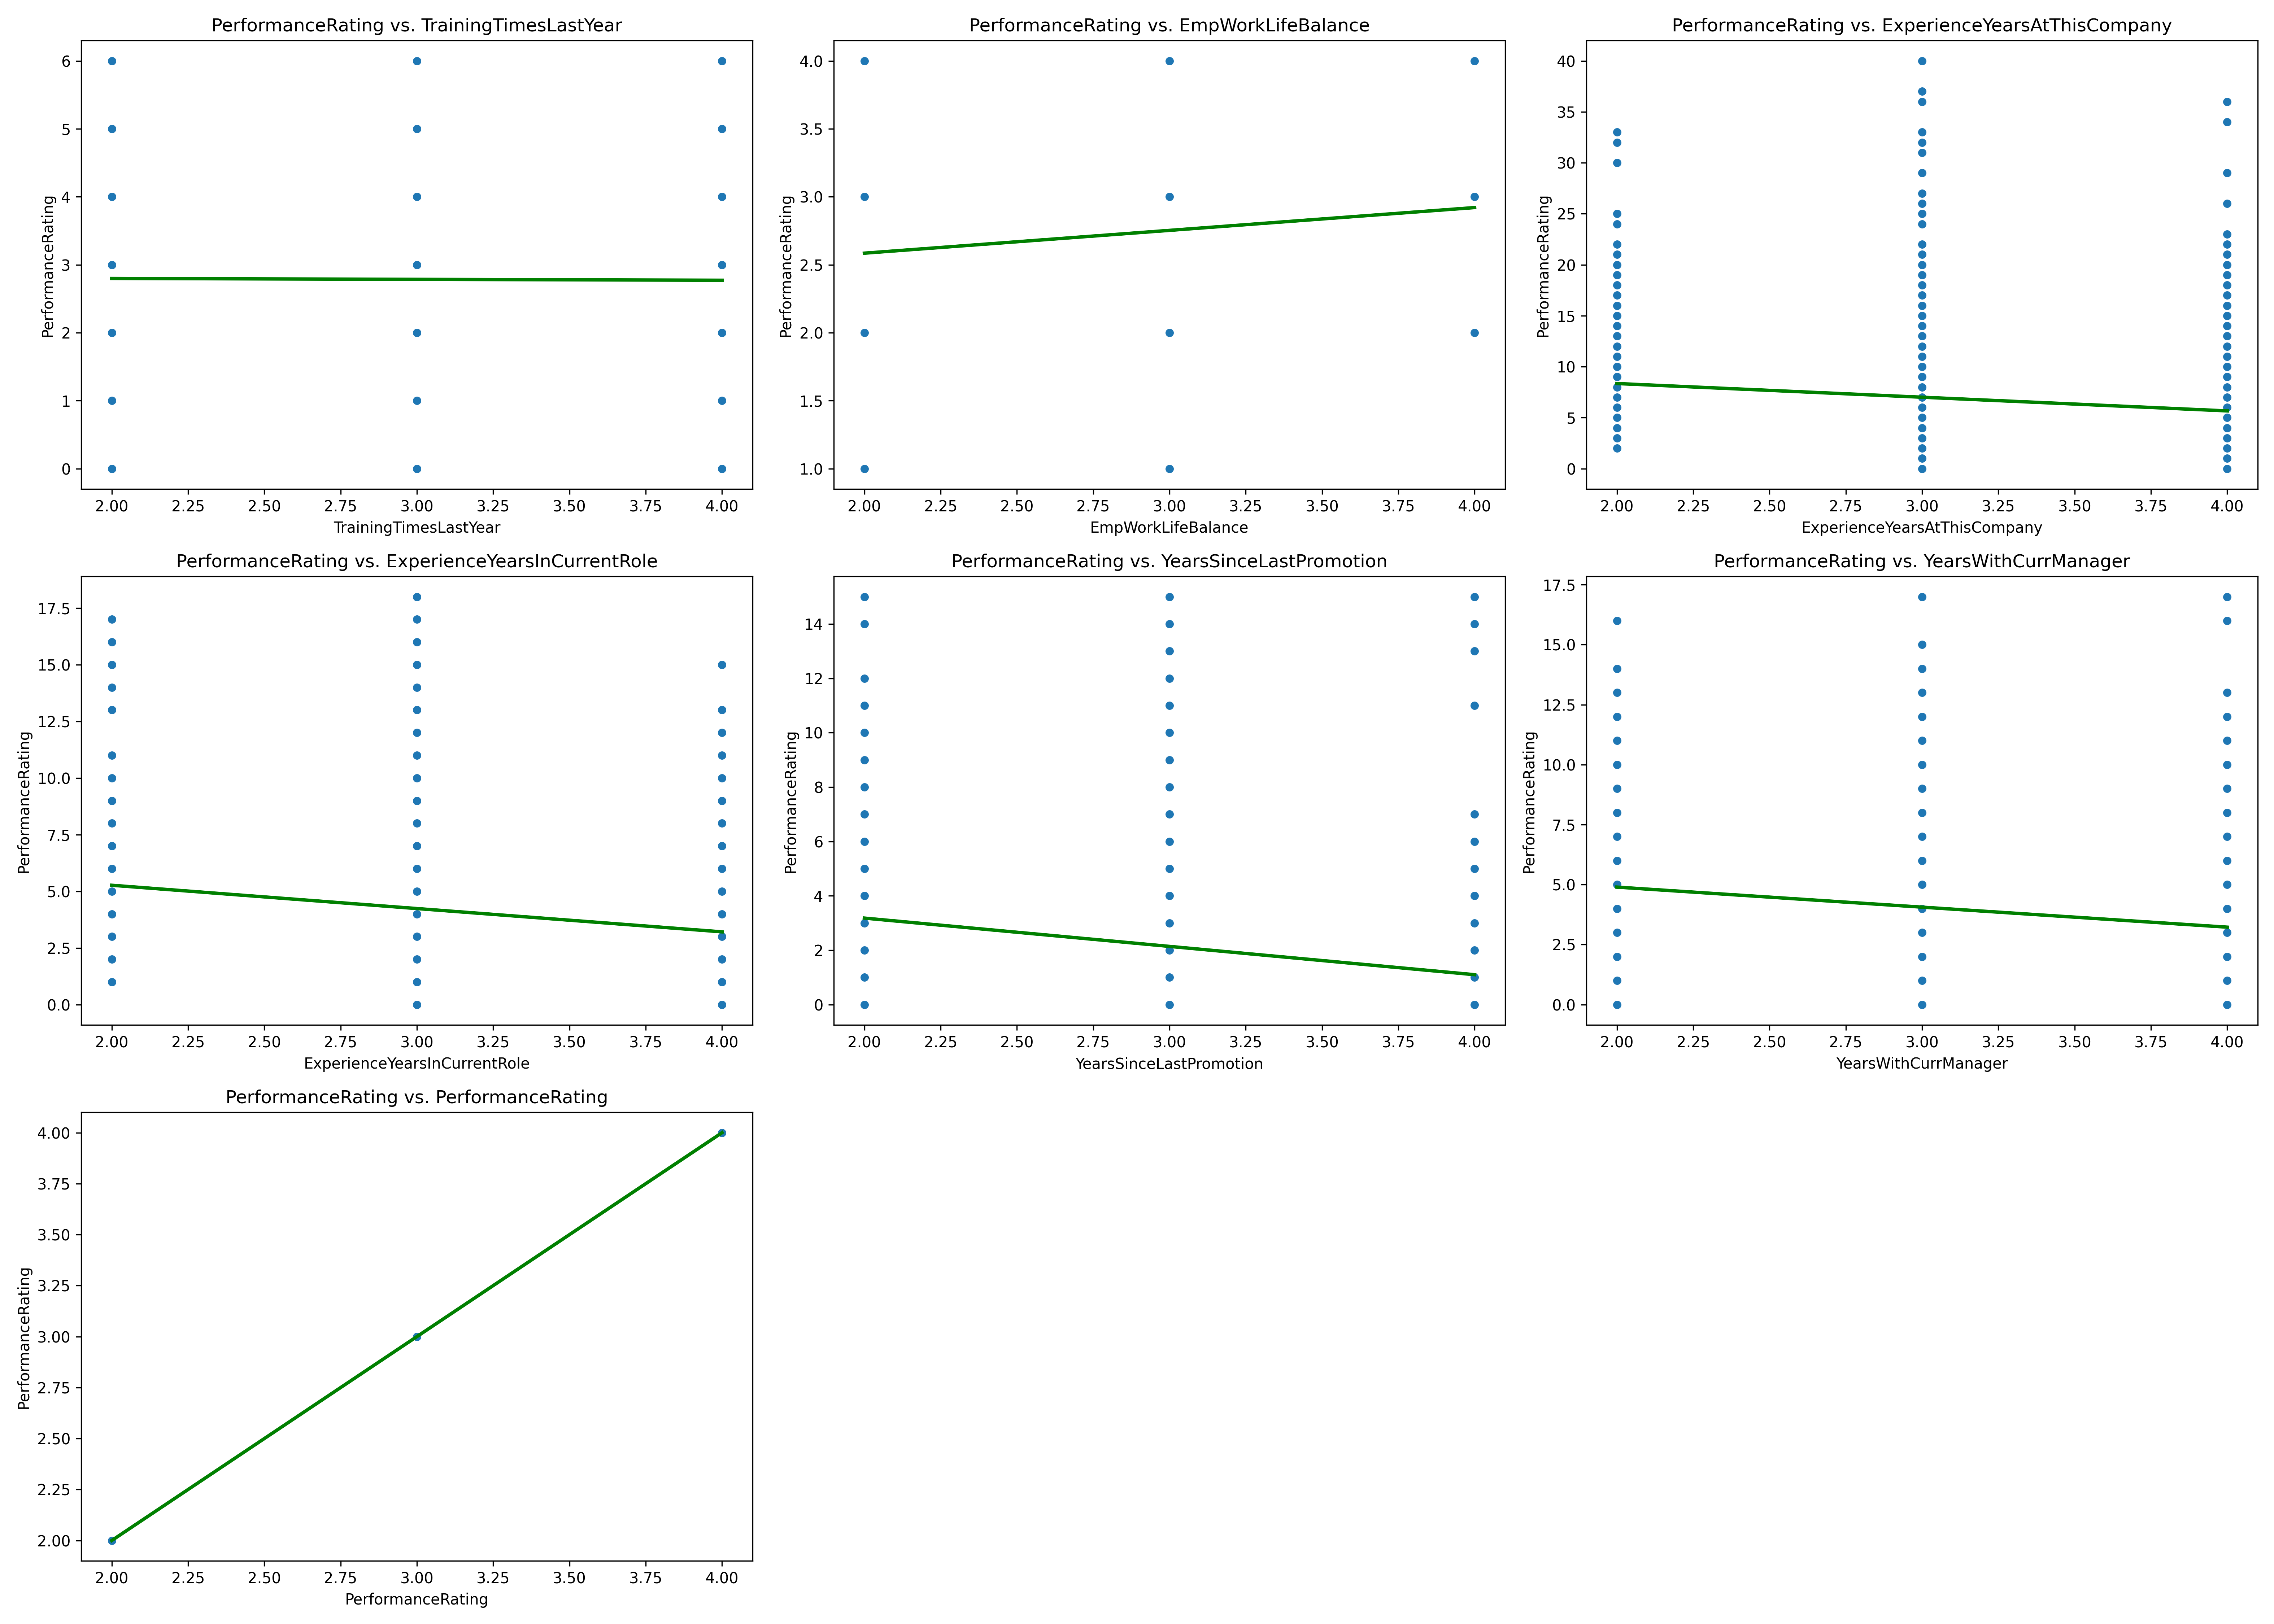 PerformanceRating vs. TrainingTimesLastYear
6
5
4
3
2
1
0
PerformanceRating
2.00 2.25 2.50 2.75 3.00 3.25 3.50 3.75 4.00
TrainingTimesLastYear
PerformanceRating vs. EmpWorkLifeBalance
4.0
3.5
3.0
2.5
2.0
1.5
1.0
PerformanceRating
2.00 2.25 2.50 2.75 3.00 3.25 3.50 3.75 4.00
EmpWorkLifeBalance
PerformanceRating vs. ExperienceYearsAtThisCompany
40
35
30
25
20
15
10
5
0
PerformanceRating
2.00 2.25 2.50 2.75 3.00 3.25 3.50 3.75 4.00
ExperienceYearsAtThisCompany
PerformanceRating vs. ExperienceYearsInCurrentRole
17.5
15.0
12.5
10.0
7.5
5.0
2.5
0.0
PerformanceRating
2.00 2.25 2.50 2.75 3.00 3.25 3.50 3.75 4.00
ExperienceYearsInCurrentRole
PerformanceRating vs. YearsSinceLastPromotion
14
12
10
8
6
4
2
0
PerformanceRating
2.00 2.25 2.50 2.75 3.00 3.25 3.50 3.75 4.00
YearsSinceLastPromotion
PerformanceRating vs. YearsWithCurrManager
17.5
15.0
12.5
10.0
7.5
5.0
2.5
0.0
PerformanceRating
2.00 2.25 2.50 2.75 3.00 3.25 3.50 3.75 4.00
YearsWithCurrManager
PerformanceRating vs. PerformanceRating
4.00
3.75
3.50
3.25
3.00
2.75
2.50
2.25
2.00
PerformanceRating
2.00 2.25 2.50 2.75 3.00 3.25 3.50 3.75 4.00
PerformanceRating